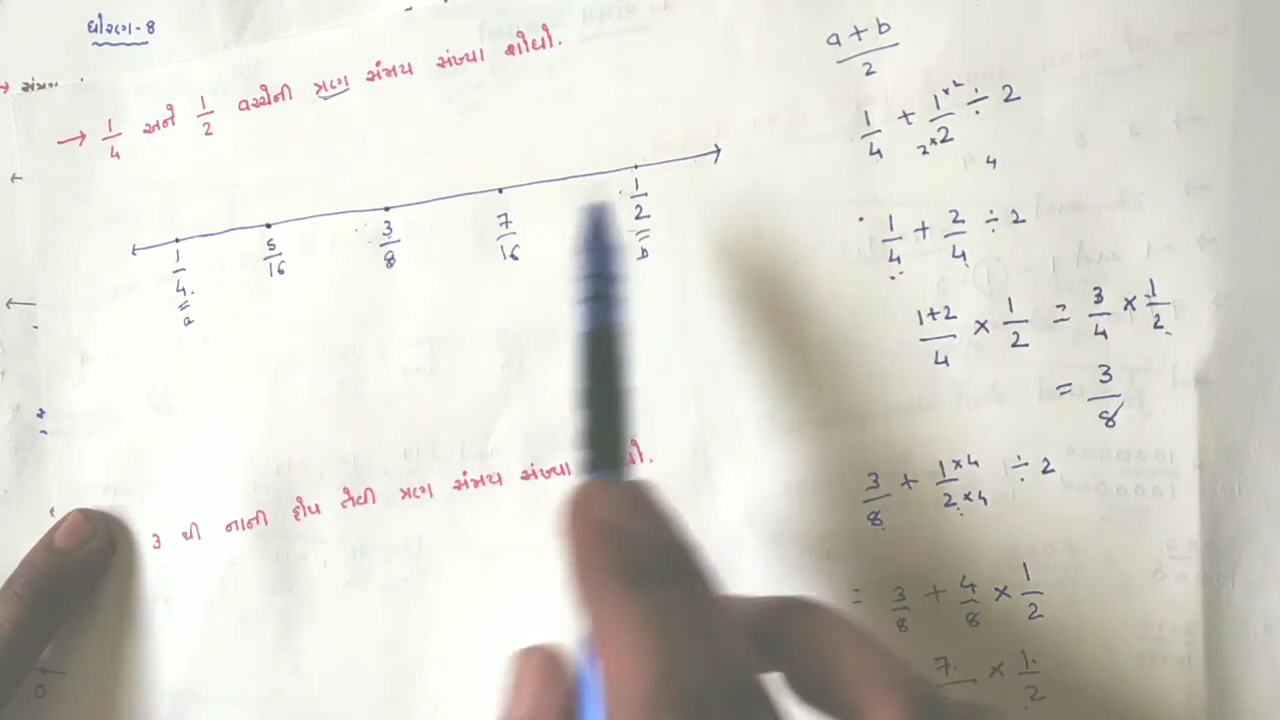 ધોરણ-8
→ 1/4 અને 1/2 વચ્ચેની ત્રણ સંમેય સંખ્યા શોધો.
1/4 = a 5/16 3/8 7/16 1/2 = b
3 થી નાની હોય તેવી ત્રણ સંમેય સંખ્યા
0
a + b / 2
1/4 + 1×2/2×2 ÷ 2
4
1/4 + 2/4 ÷ 2
1+2/4 × 1/2 = 3/4 × 1/2
= 3/8
3/8 + 1×4/2×4 ÷ 2
= 3/8 + 4/8 × 1/2
7 × 1/2